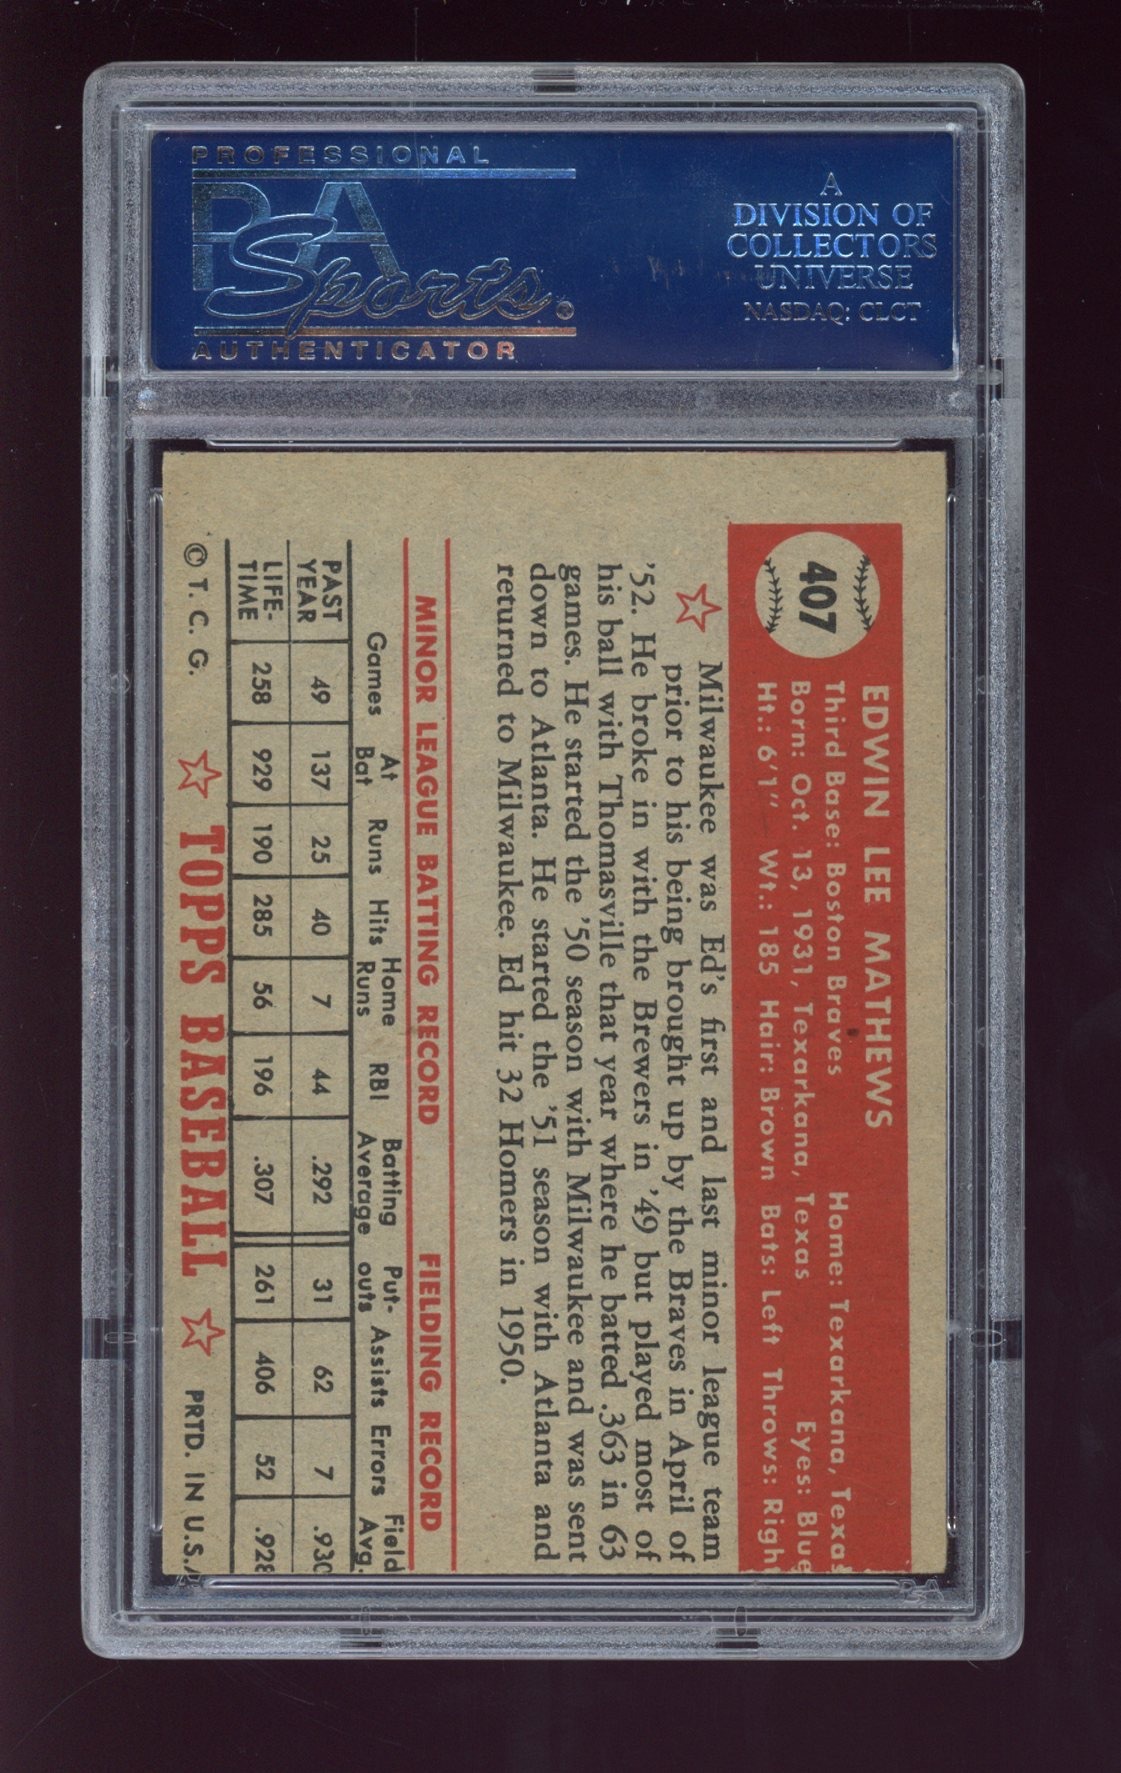 PROFESSIONAL
PSA
Sports
AUTHENTICATOR
A
DIVISION OF
COLLECTORS
UNIVERSE
NASDAQ: CLCT
407
EDWIN LEE MATHEWS
Third Base: Boston Braves Home: Texarkana, Texas
Born: Oct. 13, 1931, Texarkana, Texas Eyes: Blue
Ht.: 6'1" Wt.: 185 Hair: Brown Bats: Left Throws: Righ
Milwaukee was Ed's first and last minor league team
prior to his being brought up by the Braves in April of
'52. He broke in with the Brewers in '49 but played most of
his ball with Thomasville that year where he batted .363 in 63
games. He started the '50 season with Milwaukee and was sent
down to Atlanta. He started the '51 season with Atlanta and
returned to Milwaukee. Ed hit 32 Homers in 1950.
MINOR LEAGUE BATTING RECORD FIELDING RECORD
Games At Bat Runs Hits Home Runs RBI Batting Average Put-outs Assists Errors Field Avg.
PAST YEAR 49 137 25 40 7 44 .292 31 62 7 .930
LIFE-TIME 258 929 190 285 56 196 .307 261 406 52 .928
© T. C. G. TOPPS BASEBALL PRTD. IN U.S.A
PSA